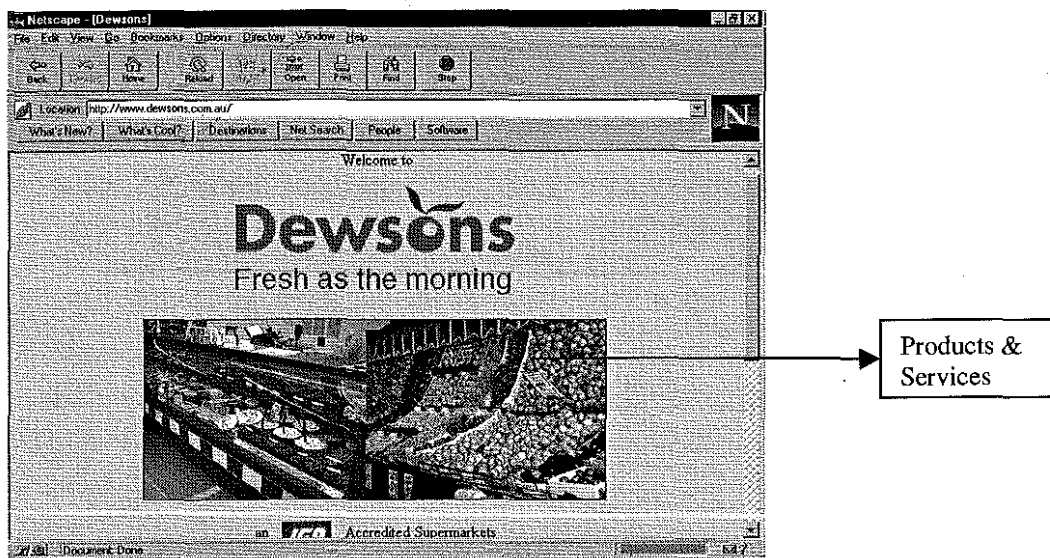 Netscape - [Dewsons]
File Edit View Go Bookmarks Options Directory Window Help
Back Home Reload Open Print Find Stop
Location: http://www.dewsons.com.au/
What's New? What's Cool? Destinations Net Search People Software
Welcome to
Dewsons
Fresh as the morning
Products &
Services
an Accredited Supermarkets
Document: Done